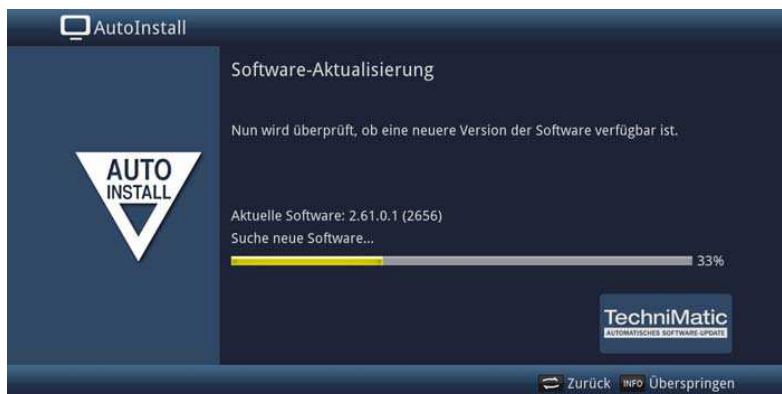 AutoInstall
Software-Aktualisierung
Nun wird überprüft, ob eine neuere Version der Software verfügbar ist.
AUTO
INSTALL
Aktuelle Software: 2.61.0.1 (2656)
Suche neue Software...
33%
TechniMatic
AUTOMATISCHES SOFTWARE-UPDATE
Zurück INFO Überspringen